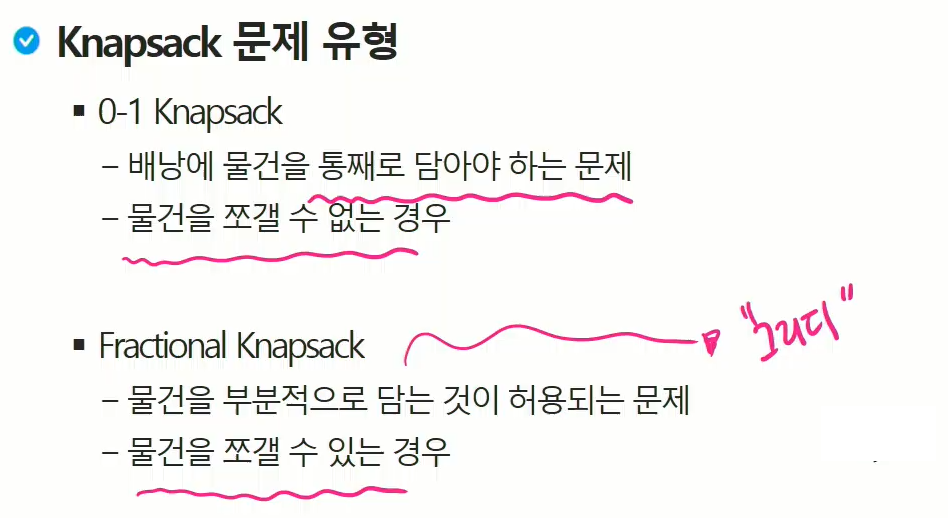 Knapsack 문제 유형
▪ 0-1 Knapsack
– 배낭에 물건을 통째로 담아야 하는 문제
– 물건을 쪼갤 수 없는 경우
▪ Fractional Knapsack
"그리디"
– 물건을 부분적으로 담는 것이 허용되는 문제
– 물건을 쪼갤 수 있는 경우